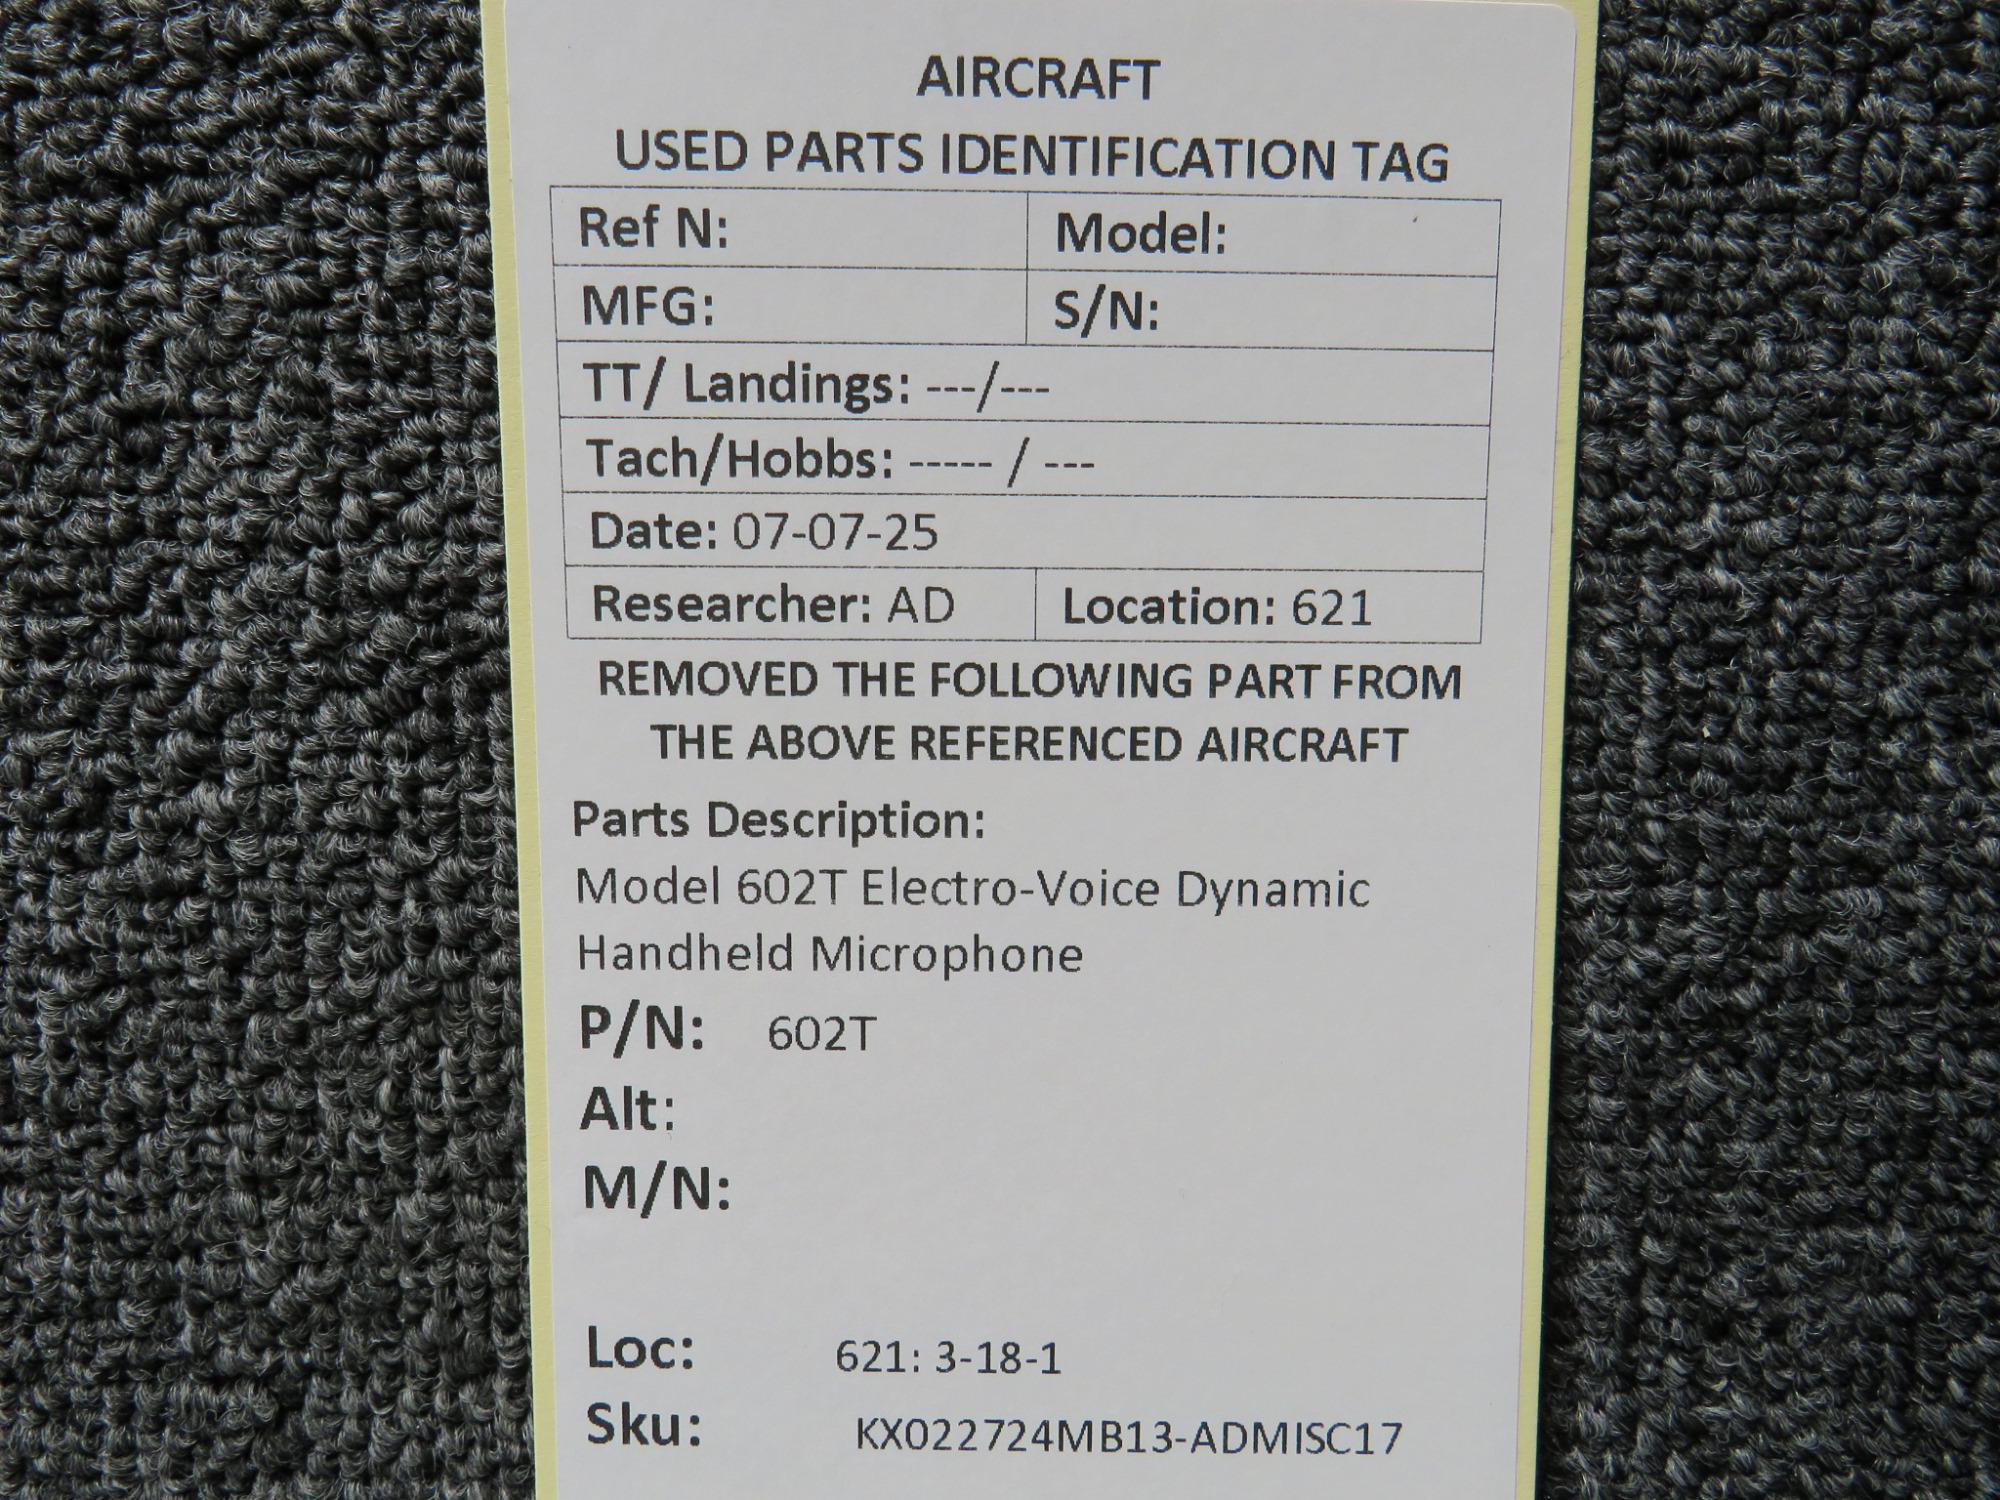 AIRCRAFT
USED PARTS IDENTIFICATION TAG
Ref N: Model:
MFG: S/N:
TT/ Landings: ---/---
Tach/Hobbs: ----- / ---
Date: 07-07-25
Researcher: AD Location: 621
REMOVED THE FOLLOWING PART FROM
THE ABOVE REFERENCED AIRCRAFT
Parts Description:
Model 602T Electro-Voice Dynamic
Handheld Microphone
P/N: 602T
Alt:
M/N:
Loc: 621: 3-18-1
Sku: KX022724MB13-ADMISC17